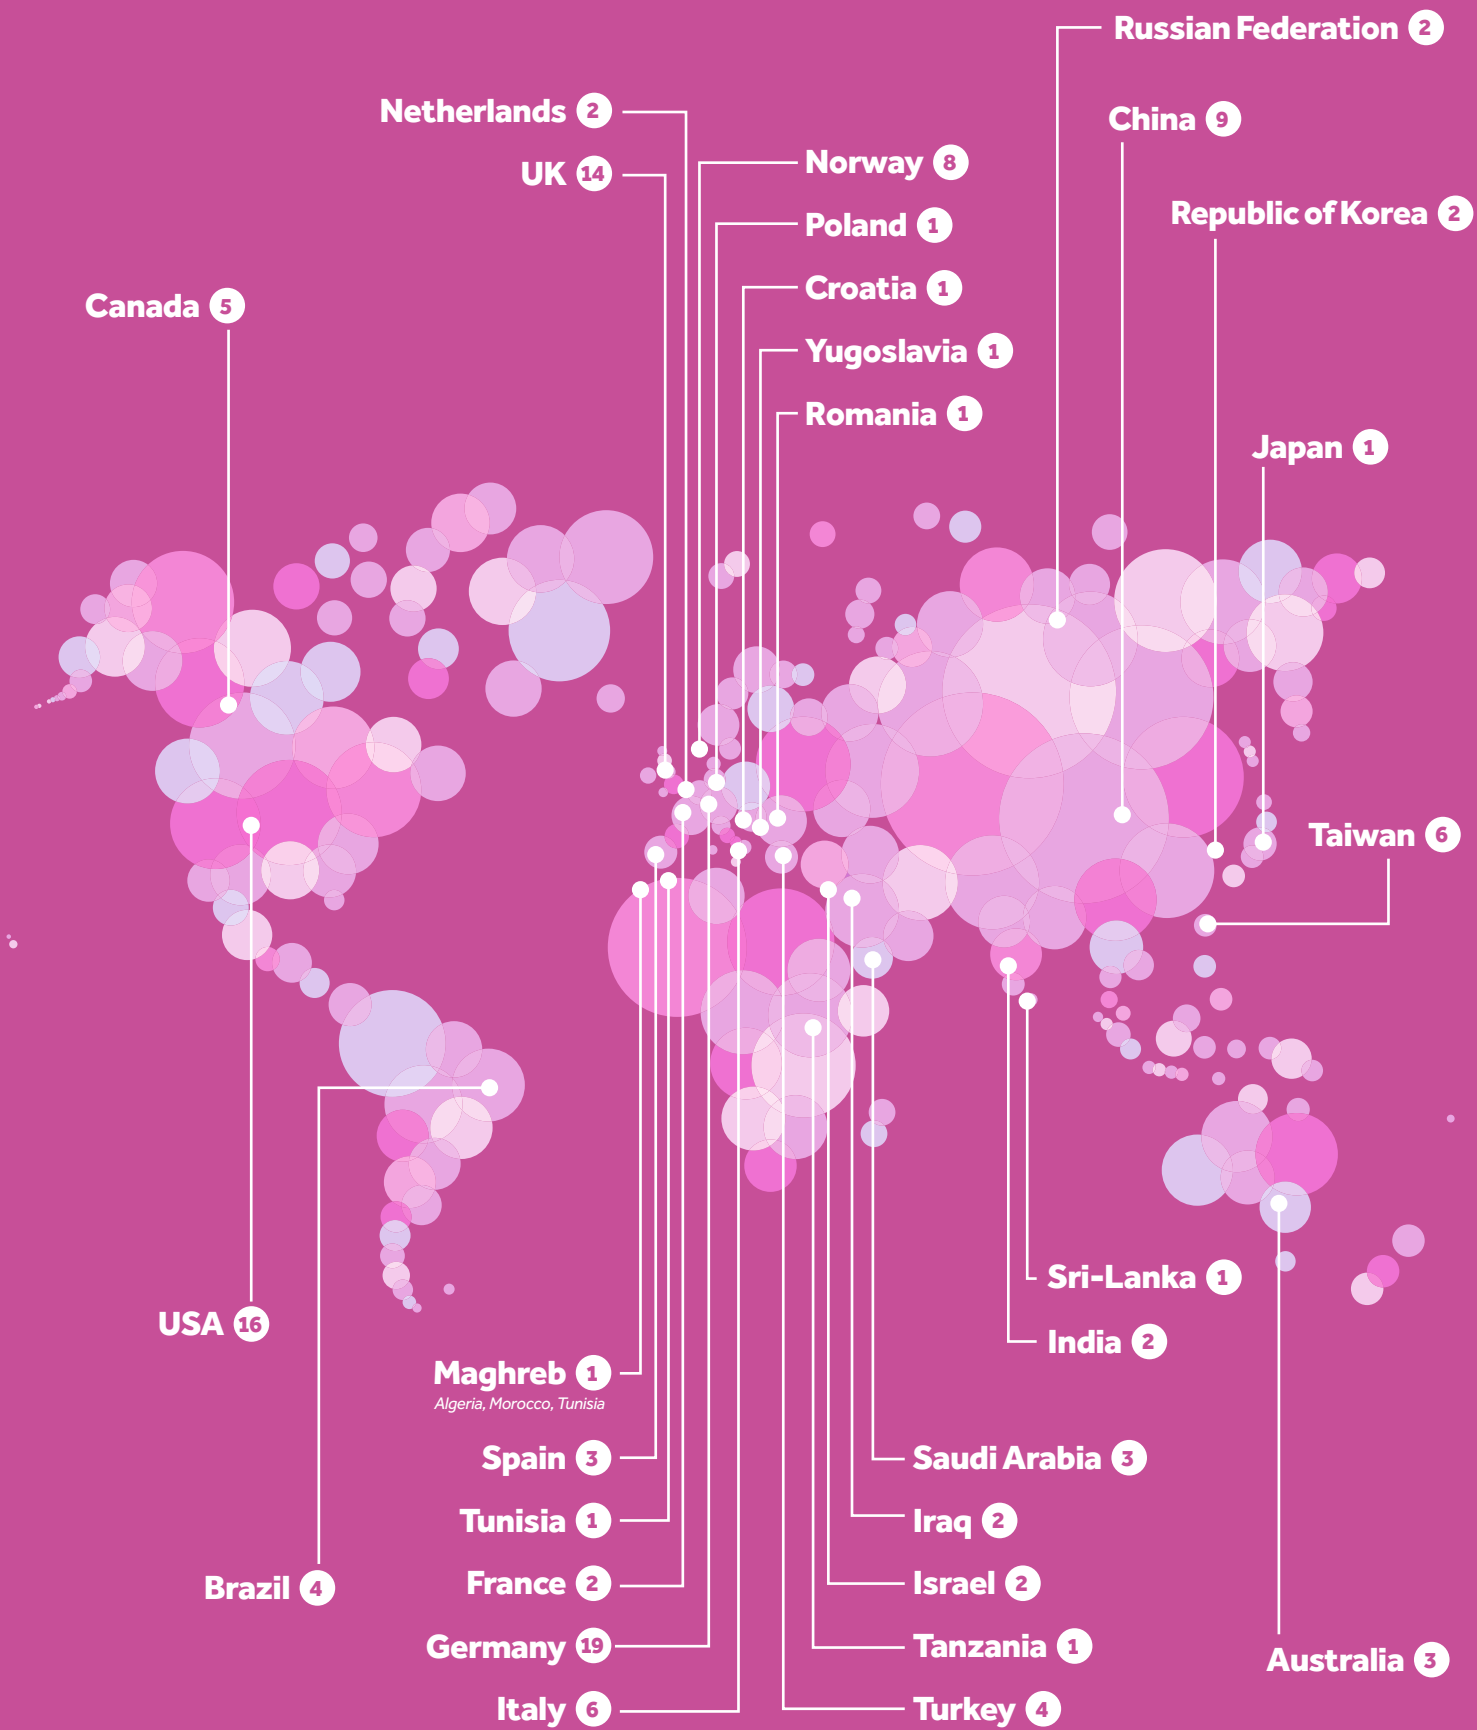 Russian Federation 2
Netherlands 2
China 9
UK 14
Norway 8
Republic of Korea 2
Poland 1
Croatia 1
Canada 5
Yugoslavia 1
Romania 1
Japan 1
Taiwan 6
Sri-Lanka 1
USA 16
India 2
Maghreb 1
Algeria, Morocco, Tunisia
Spain 3
Saudi Arabia 3
Tunisia 1
Iraq 2
France 2
Israel 2
Brazil 4
Germany 19
Tanzania 1
Australia 3
Italy 6
Turkey 4